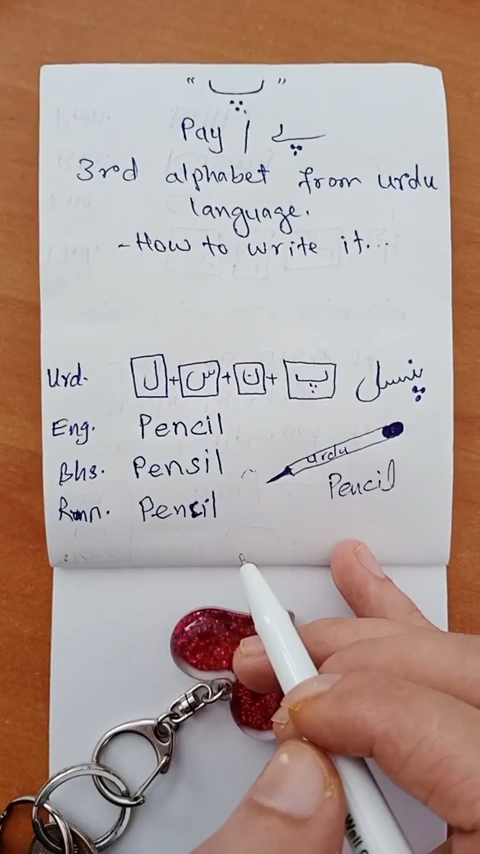 " پ "
Pay / پے
3rd alphabet from urdu
language.
- How to write it...
Urd. ل + س + ن + پ پنسل
Eng. Pencil
Bhs. Pensil
Rmn. Pensil
urdu
Pencil